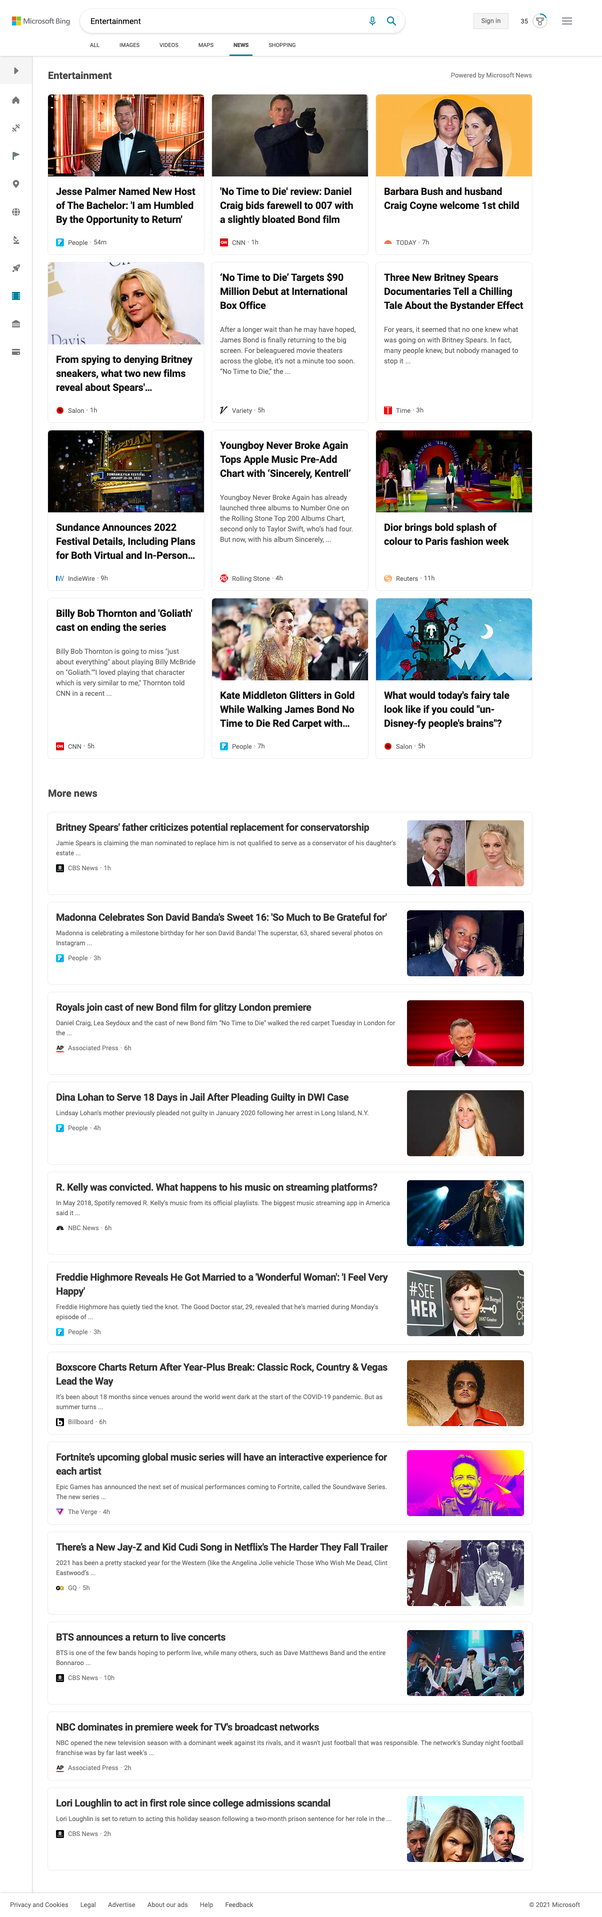 Microsoft Bing
Entertainment
Sign in
35
ALL IMAGES VIDEOS MAPS NEWS SHOPPING
Entertainment
Powered by Microsoft News
Jesse Palmer Named New Host
of The Bachelor: 'I am Humbled
By the Opportunity to Return'
People · 54m
'No Time to Die' review: Daniel
Craig bids farewell to 007 with
a slightly bloated Bond film
CNN · 1h
Barbara Bush and husband
Craig Coyne welcome 1st child
TODAY · 7h
Davis
From spying to denying Britney
sneakers, what two new films
reveal about Spears'...
Salon · 1h
‘No Time to Die’ Targets $90
Million Debut at International
Box Office
After a longer wait than he may have hoped,
James Bond is finally returning to the big
screen. For beleaguered movie theaters
across the globe, it's not a minute too soon.
“No Time to Die,” the ...
Variety · 5h
Three New Britney Spears
Documentaries Tell a Chilling
Tale About the Bystander Effect
For years, it seemed that no one knew what
was going on with Britney Spears. In fact,
many people knew, but nobody managed to
stop it ...
Time · 3h
Sundance Announces 2022
Festival Details, Including Plans
for Both Virtual and In-Person...
IndieWire · 9h
Youngboy Never Broke Again
Tops Apple Music Pre-Add
Chart with ‘Sincerely, Kentrell’
Youngboy Never Broke Again has already
launched three albums to Number One on
the Rolling Stone Top 200 Albums Chart,
second only to Taylor Swift, who's had four.
But now, with his album Sincerely, ...
Rolling Stone · 4h
Dior brings bold splash of
colour to Paris fashion week
Reuters · 11h
Billy Bob Thornton and 'Goliath'
cast on ending the series
Billy Bob Thornton is going to miss "just
about everything" about playing Billy McBride
on "Goliath.""I loved playing that character
which is very similar to me," Thornton told
CNN in a recent ...
CNN · 5h
Kate Middleton Glitters in Gold
While Walking James Bond No
Time to Die Red Carpet with...
People · 7h
What would today's fairy tale
look like if you could "un-
Disney-fy people's brains"?
Salon · 5h
More news
Britney Spears' father criticizes potential replacement for conservatorship
Jamie Spears is claiming the man nominated to replace him is not qualified to serve as a conservator of his daughter's
estate ...
CBS News · 1h
Madonna Celebrates Son David Banda's Sweet 16: 'So Much to Be Grateful for'
Madonna is celebrating a milestone birthday for her son David Banda! The superstar, 63, shared several photos on
Instagram ...
People · 3h
Royals join cast of new Bond film for glitzy London premiere
Daniel Craig, Lea Seydoux and the cast of new Bond film “No Time to Die” walked the red carpet Tuesday in London for
the ...
AP Associated Press · 6h
Dina Lohan to Serve 18 Days in Jail After Pleading Guilty in DWI Case
Lindsay Lohan's mother previously pleaded not guilty in January 2020 following her arrest in Long Island, N.Y.
People · 4h
R. Kelly was convicted. What happens to his music on streaming platforms?
In May 2018, Spotify removed R. Kelly's music from its official playlists. The biggest music streaming app in America
said it ...
NBC News · 6h
Freddie Highmore Reveals He Got Married to a 'Wonderful Woman': 'I Feel Very
Happy'
Freddie Highmore has quietly tied the knot. The Good Doctor star, 29, revealed that he's married during Monday's
episode of ...
People · 3h
#SEE
HER
Boxscore Charts Return After Year-Plus Break: Classic Rock, Country & Vegas
Lead the Way
It's been about 18 months since venues around the world went dark at the start of the COVID-19 pandemic. But as
summer turns ...
Billboard · 6h
Fortnite's upcoming global music series will have an interactive experience for
each artist
Epic Games has announced the next set of musical performances coming to Fortnite, called the Soundwave Series.
The new series ...
The Verge · 4h
There's a New Jay-Z and Kid Cudi Song in Netflix's The Harder They Fall Trailer
2021 has been a pretty stacked year for the Western (like the Angelina Jolie vehicle Those Who Wish Me Dead, Clint
Eastwood's ...
GQ GQ · 5h
BTS announces a return to live concerts
BTS is one of the few bands hoping to perform live, while many others, such as Dave Matthews Band and the entire
Bonnaroo ...
CBS News · 10h
NBC dominates in premiere week for TV's broadcast networks
NBC opened the new television season with a dominant week against its rivals, and it wasn't just football that was responsible. The network's Sunday night football
franchise was by far last week's ...
AP Associated Press · 2h
Lori Loughlin to act in first role since college admissions scandal
Lori Loughlin is set to return to acting this holiday season following a two-month prison sentence for her role in the ...
CBS News · 2h
Privacy and Cookies Legal Advertise About our ads Help Feedback
© 2021 Microsoft